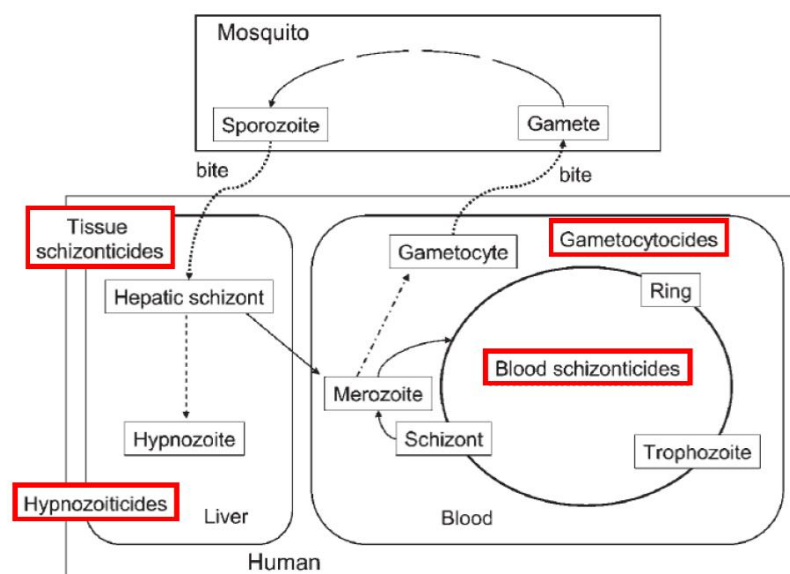 Mosquito
Sporozoite
Gamete
bite
bite
Tissue
schizonticides
Gametocytocides
Gametocyte
Hepatic schizont
Ring
Blood schizonticides
Merozoite
Hypnozoite
Schizont
Trophozoite
Hypnozoiticides
Liver
Blood
Human